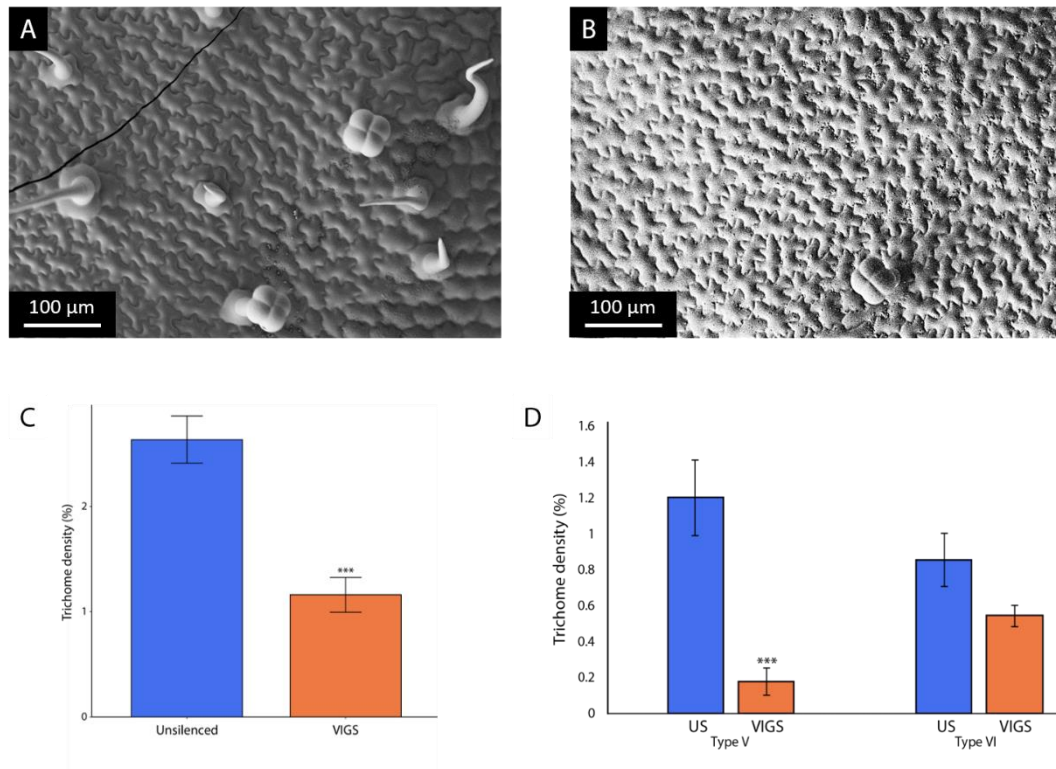 A
100 µm
B
100 µm
C
Trichome density (%)
2
1
0
***
Unsilenced
VIGS
D
Trichome density (%)
1.6
1.4
1.2
1
0.8
0.6
0.4
0.2
0
***
US VIGS
Type V
US VIGS
Type VI